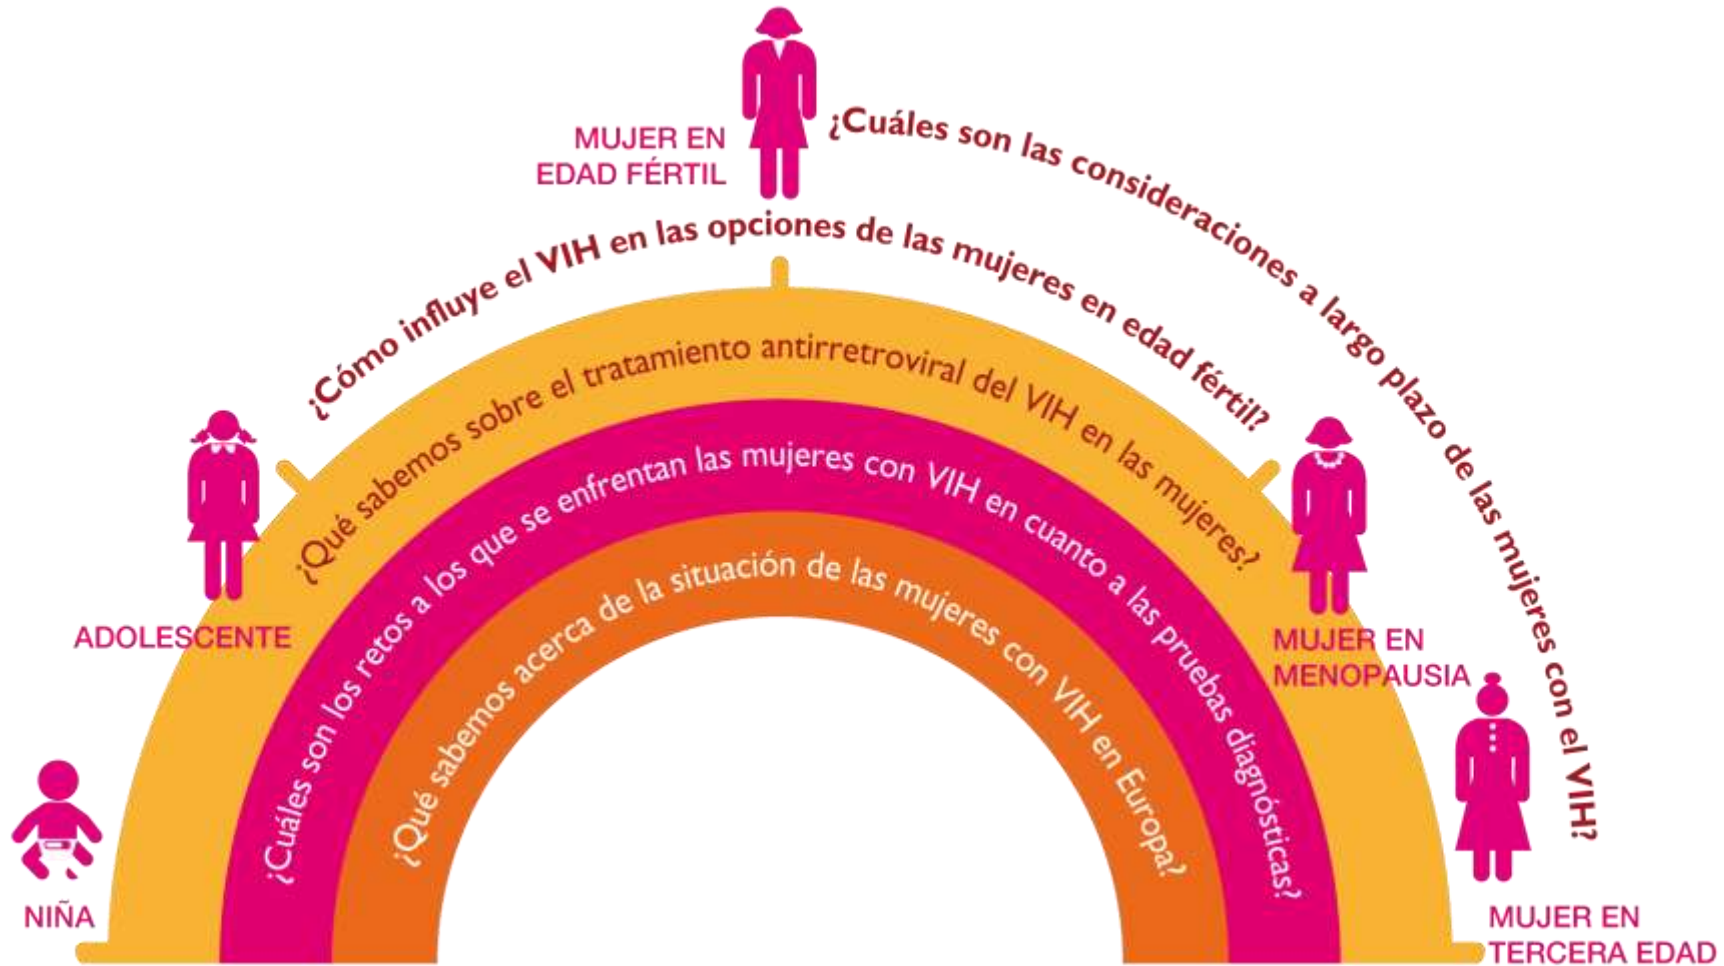 MUJER EN
EDAD FÉRTIL
¿Cuáles son las consideraciones a largo plazo de las mujeres con el VIH?
¿Cómo influye el VIH en las opciones de las mujeres en edad fértil?
¿Qué sabemos sobre el tratamiento antirretroviral del VIH en las mujeres?
¿Cuáles son los retos a los que se enfrentan las mujeres con VIH en cuanto a las pruebas diagnósticas?
¿Qué sabemos acerca de la situación de las mujeres con VIH en Europa?
ADOLESCENTE
MUJER EN
MENOPAUSIA
NIÑA
MUJER EN
TERCERA EDAD